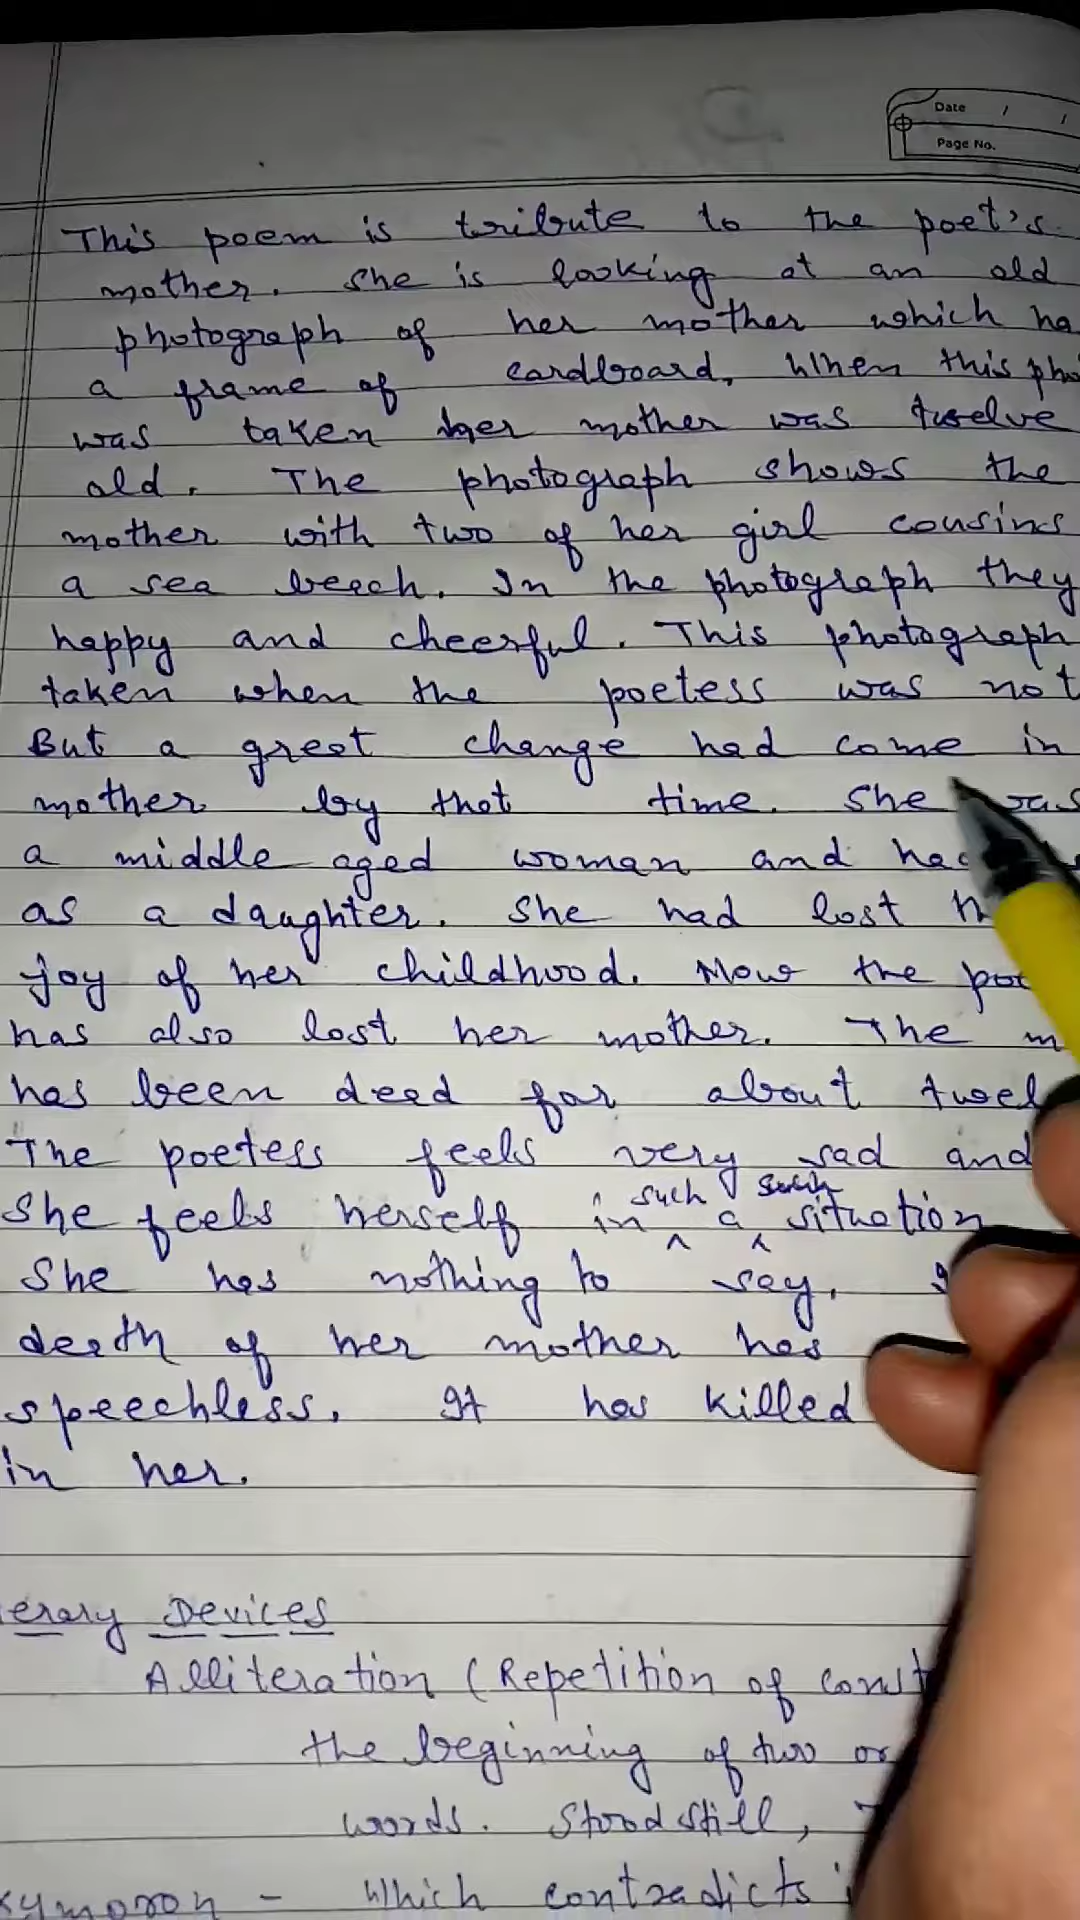 Date / /
Page No.
This poem is tribute to the poet's
mother. she is looking at an old
photograph of her mother which ha
a frame of cardboard. When this pho
was taken her mother was twelve
old. The photograph shows the
mother with two of her girl cousins
a sea beach. In the photograph they
happy and cheerful. This photograph
taken when the poetess was not
But a great change had come in
mother by that time. She was
a middle aged woman and ha
as a daughter. She had lost h
joy of her childhood. Now the poe
has also lost her mother. The m
has been dead for about twel
The poetess feels very sad and
such such
She feels herself in a situation
She has nothing to say.
death of her mother has
speechless. It has killed
in her.
erary Devices
Alliteration (Repetition of const
the beginning of two or
words. Stood still,
xymoron - Which contradicts i